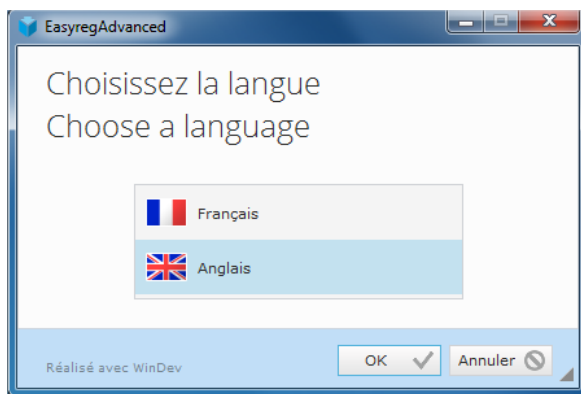 EasyregAdvanced
Choisissez la langue
Choose a language
Français
Anglais
Réalisé avec WinDev
OK
Annuler